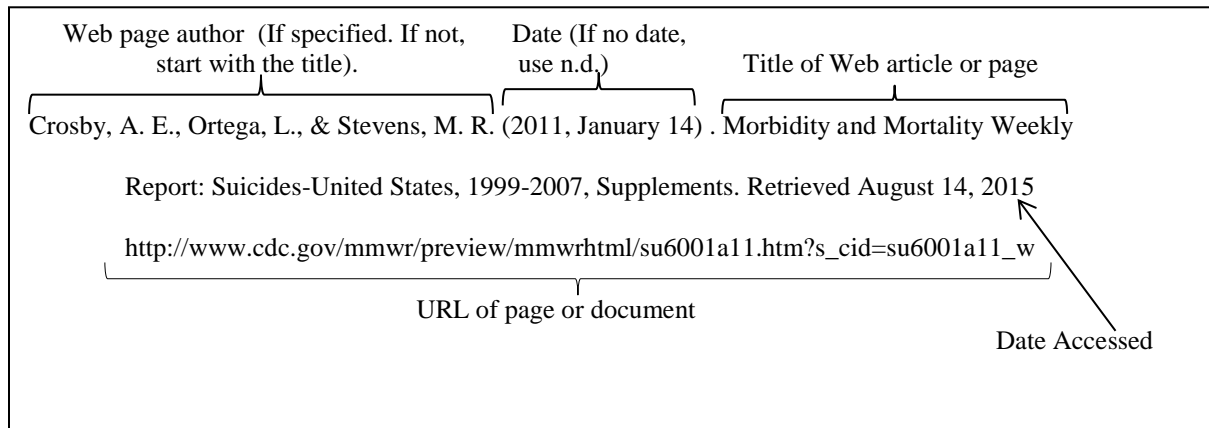 Web page author (If specified. If not, start with the title).
Date (If no date, use n.d.)
Title of Web article or page
Crosby, A. E., Ortega, L., & Stevens, M. R. (2011, January 14) . Morbidity and Mortality Weekly
Report: Suicides-United States, 1999-2007, Supplements. Retrieved August 14, 2015
http://www.cdc.gov/mmwr/preview/mmwrhtml/su6001a11.htm?s_cid=su6001a11_w
URL of page or document
Date Accessed